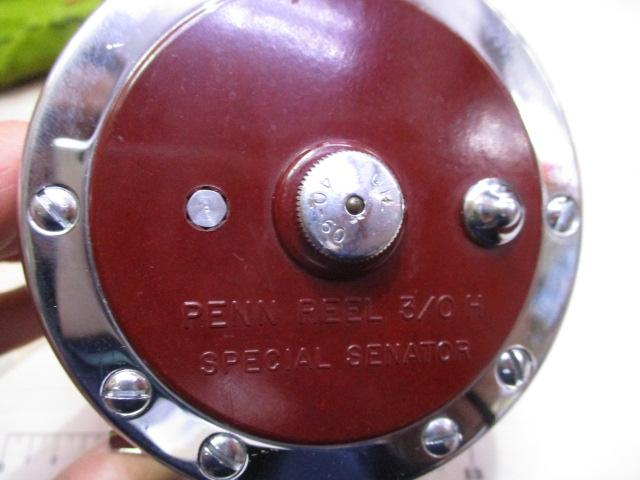 PENN REEL 3/0 H
SPECIAL SENATOR